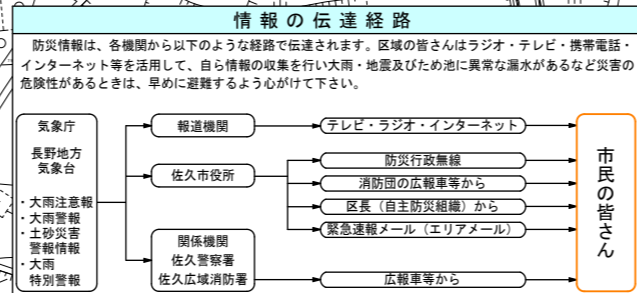 情報の伝達経路
防災情報は、各機関から以下のような経路で伝達されます。区域の皆さんはラジオ・テレビ・携帯電話・
インターネット等を活用して、自ら情報の収集を行い大雨・地震及びため池に異常な漏水があるなど災害の
危険性があるときは、早めに避難するよう心がけて下さい。
気象庁
長野地方
気象台
・大雨注意報
・大雨警報
・土砂災害
警報情報
・大雨
特別警報
報道機関
佐久市役所
関係機関
佐久警察署
佐久広域消防署
テレビ・ラジオ・インターネット
防災行政無線
消防団の広報車等から
区長（自主防災組織）から
緊急速報メール（エリアメール）
広報車等から
市民の皆さん